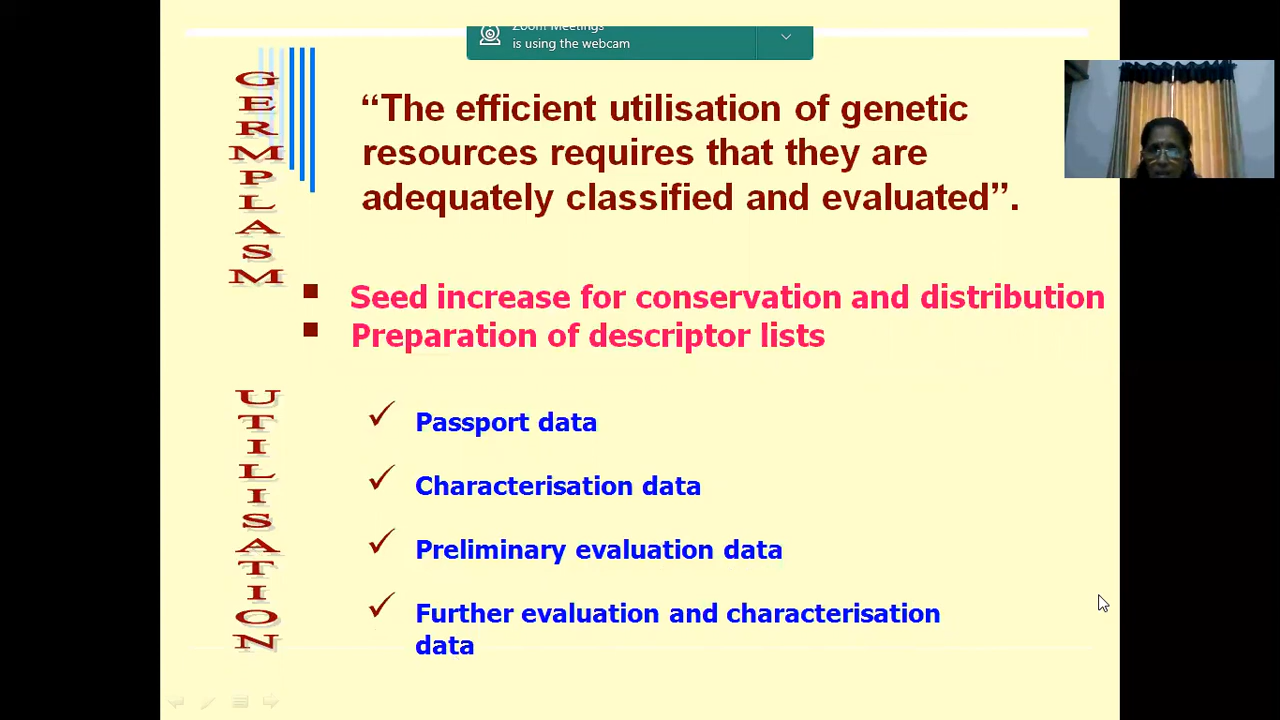 Zoom Meetings
is using the webcam
GERMPLASM
UTILISATION
“The efficient utilisation of genetic
resources requires that they are
adequately classified and evaluated”.
Seed increase for conservation and distribution
Preparation of descriptor lists
Passport data
Characterisation data
Preliminary evaluation data
Further evaluation and characterisation
data